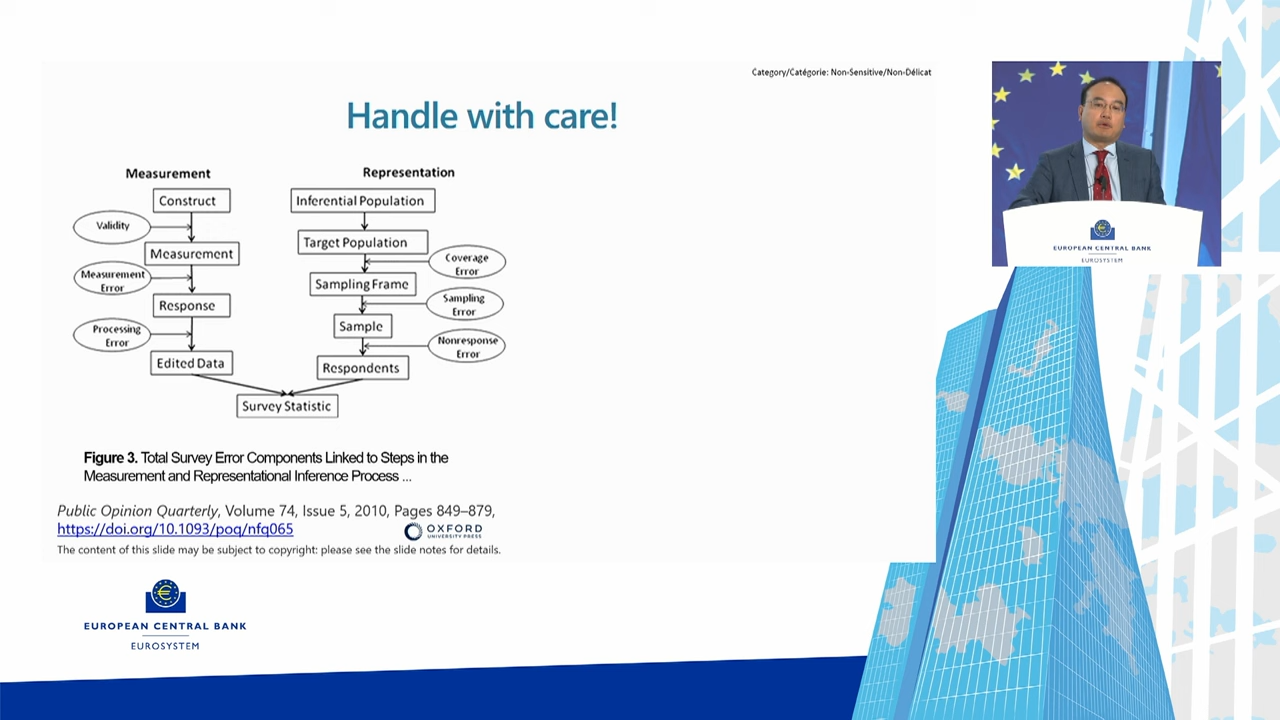 Category/Catégorie: Non-Sensitive/Non-Délicat
Handle with care!
Measurement
Representation
Construct
Inferential Population
Validity
Target Population
Measurement
Coverage
Error
Measurement
Error
Sampling Frame
Response
Sampling
Error
Processing
Error
Sample
Nonresponse
Error
Edited Data
Respondents
Survey Statistic
Figure 3. Total Survey Error Components Linked to Steps in the
Measurement and Representational Inference Process ...
Public Opinion Quarterly, Volume 74, Issue 5, 2010, Pages 849–879,
https://doi.org/10.1093/poq/nfq065
OXFORD
UNIVERSITY PRESS
The content of this slide may be subject to copyright: please see the slide notes for details.
EUROPEAN CENTRAL BANK
EUROSYSTEM
EUROPEAN CENTRAL BANK
EUROSYSTEM